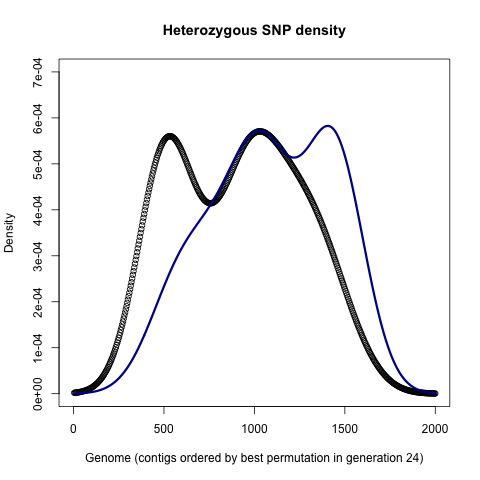 Heterozygous SNP density
7e-04
6e-04
5e-04
4e-04
3e-04
2e-04
1e-04
0e+00
Density
0 500 1000 1500 2000
Genome (contigs ordered by best permutation in generation 24)